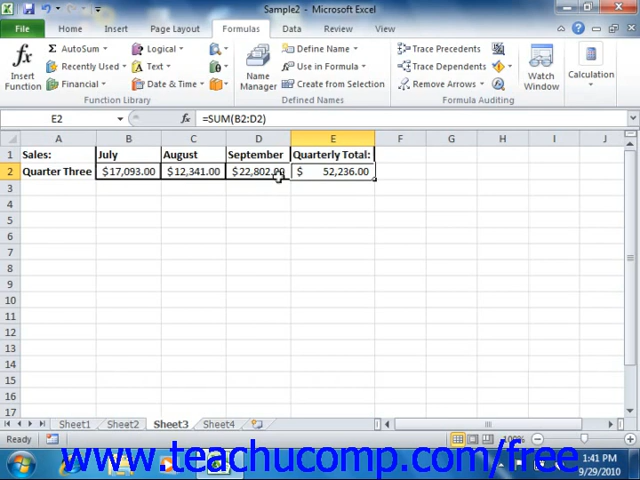 Sample2 - Microsoft Excel
File Home Insert Page Layout Formulas Data Review View
Insert Function
AutoSum
Recently Used
Financial
Logical
Text
Date & Time
Function Library
Name Manager
Define Name
Use in Formula
Create from Selection
Defined Names
Trace Precedents
Trace Dependents
Remove Arrows
Formula Auditing
Watch Window
Calculation
E2 fx =SUM(B2:D2)
A B C D E F G H I J
1 Sales: July August September Quarterly Total:
2 Quarter Three $17,093.00 $12,341.00 $22,802.00 $ 52,236.00
3
4
5
6
7
8
9
10
11
12
13
14
15
16
17
Sheet1 Sheet2 Sheet3 Sheet4
Ready 100%
www.teachucomp.com/free
1:41 PM
9/29/2010